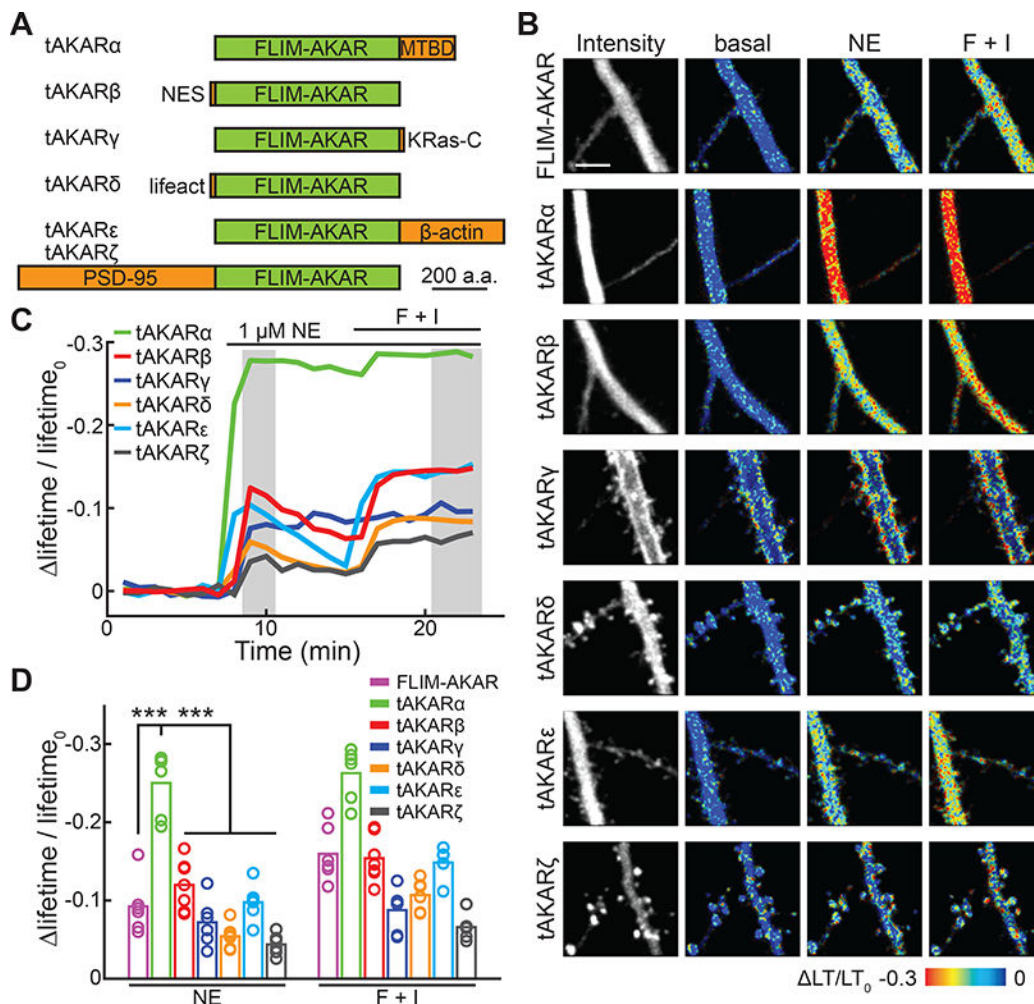 A
tAKARα
FLIM-AKAR
MTBD
tAKARβ
NES
FLIM-AKAR
tAKARγ
FLIM-AKAR
KRas-C
tAKARδ
lifeact
FLIM-AKAR
tAKARε
FLIM-AKAR
β-actin
tAKARζ
PSD-95
FLIM-AKAR
200 a.a.
B
Intensity
basal
NE
F + I
FLIM-AKAR
tAKARα
tAKARβ
tAKARγ
tAKARδ
tAKARε
tAKARζ
ΔLT/LT0 -0.3
0
C
tAKARα
tAKARβ
tAKARγ
tAKARδ
tAKARε
tAKARζ
1 μM NE
F + I
Δlifetime / lifetime0
-0.3
-0.2
-0.1
0
10
20
Time (min)
D
FLIM-AKAR
tAKARα
tAKARβ
tAKARγ
tAKARδ
tAKARε
tAKARζ
*** ***
Δlifetime / lifetime0
-0.3
-0.2
-0.1
0
NE
F + I